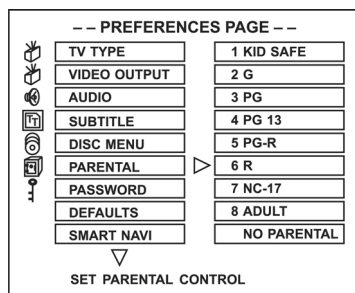 -- PREFERENCES PAGE --
TV TYPE
VIDEO OUTPUT
AUDIO
SUBTITLE
DISC MENU
PARENTAL
PASSWORD
DEFAULTS
SMART NAVI
1 KID SAFE
2 G
3 PG
4 PG 13
5 PG-R
6 R
7 NC-17
8 ADULT
NO PARENTAL
SET PARENTAL CONTROL